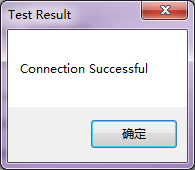 Test Result
Connection Successful
确定